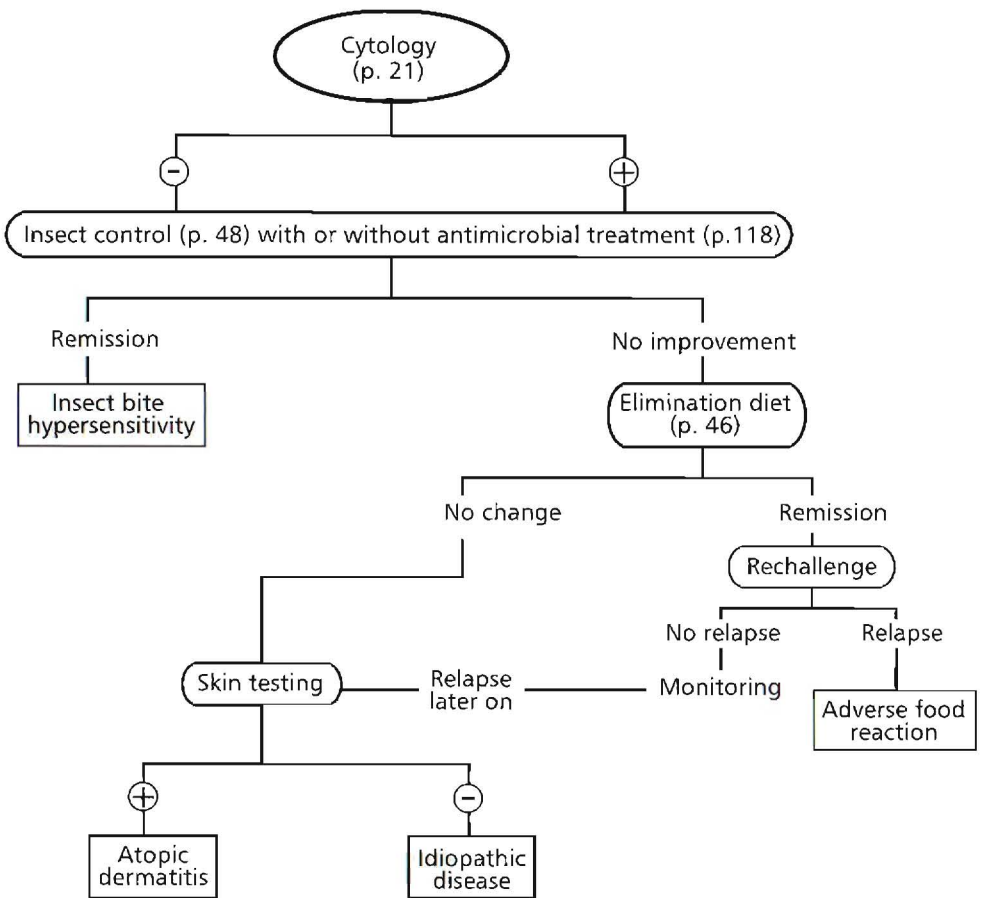 Cytology
(p. 21)
-
+
Insect control (p. 48) with or without antimicrobial treatment (p.118)
Remission
No improvement
Insect bite
hypersensitivity
Elimination diet
(p. 46)
No change
Remission
Rechallenge
No relapse
Relapse
Skin testing
Relapse
later on
Monitoring
Adverse food
reaction
+
-
Atopic
dermatitis
Idiopathic
disease